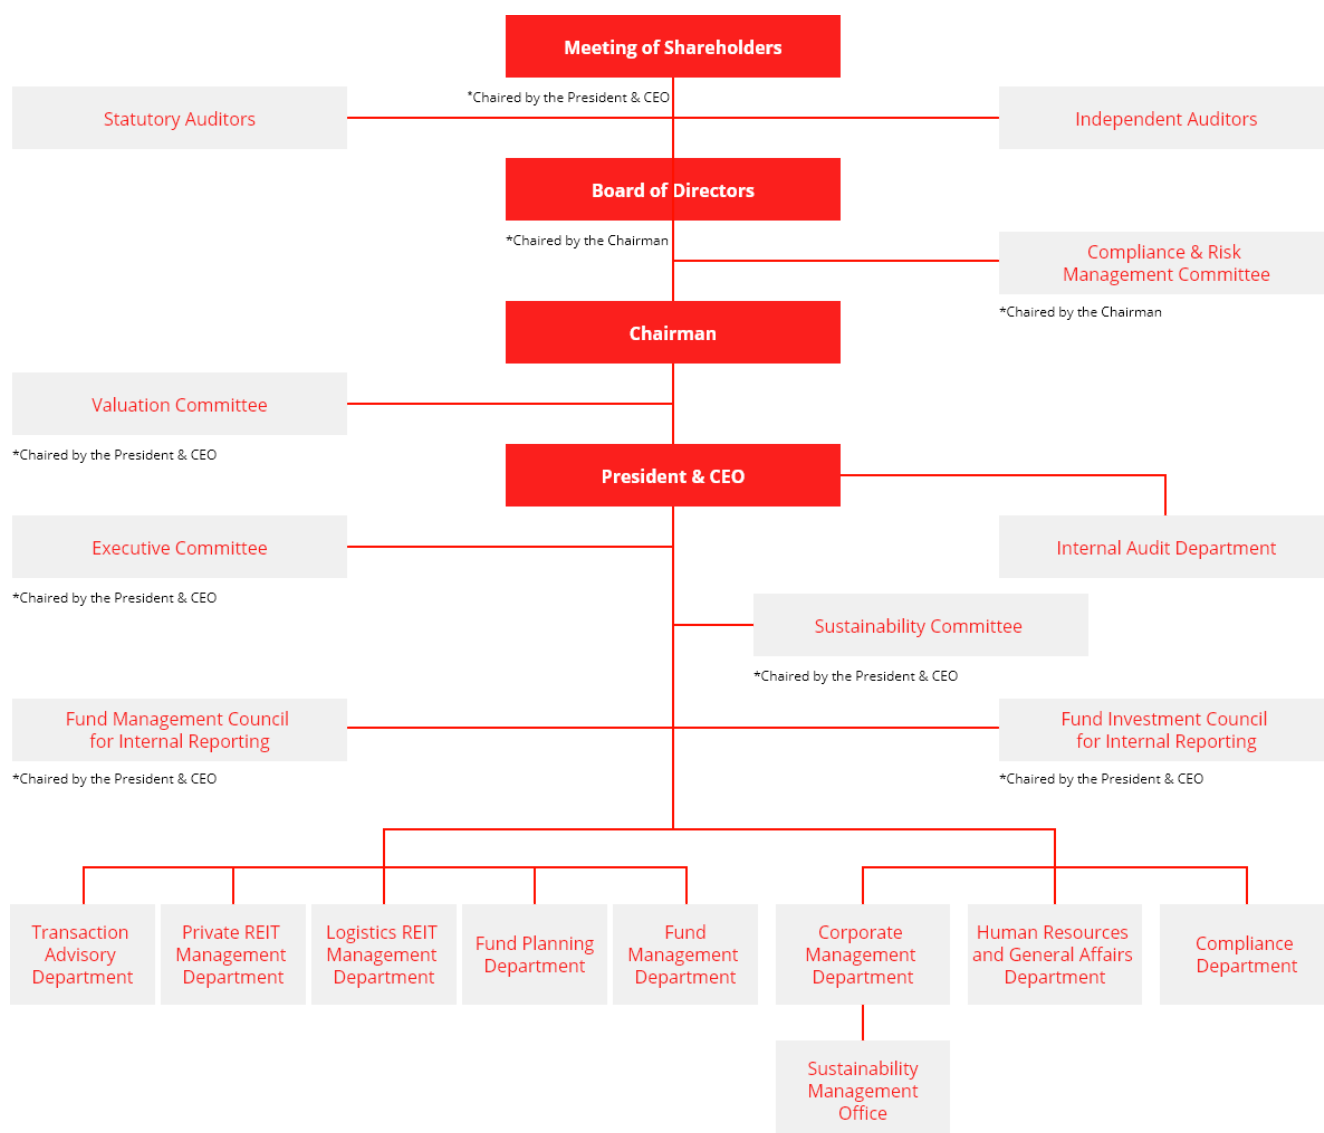 Meeting of Shareholders
*Chaired by the President & CEO
Statutory Auditors
Independent Auditors
Board of Directors
*Chaired by the Chairman
Compliance & Risk
Management Committee
*Chaired by the Chairman
Chairman
Valuation Committee
*Chaired by the President & CEO
President & CEO
Executive Committee
*Chaired by the President & CEO
Internal Audit Department
Sustainability Committee
*Chaired by the President & CEO
Fund Management Council
for Internal Reporting
*Chaired by the President & CEO
Fund Investment Council
for Internal Reporting
*Chaired by the President & CEO
Transaction
Advisory
Department
Private REIT
Management
Department
Logistics REIT
Management
Department
Fund Planning
Department
Fund
Management
Department
Corporate
Management
Department
Human Resources
and General Affairs
Department
Compliance
Department
Sustainability
Management
Office